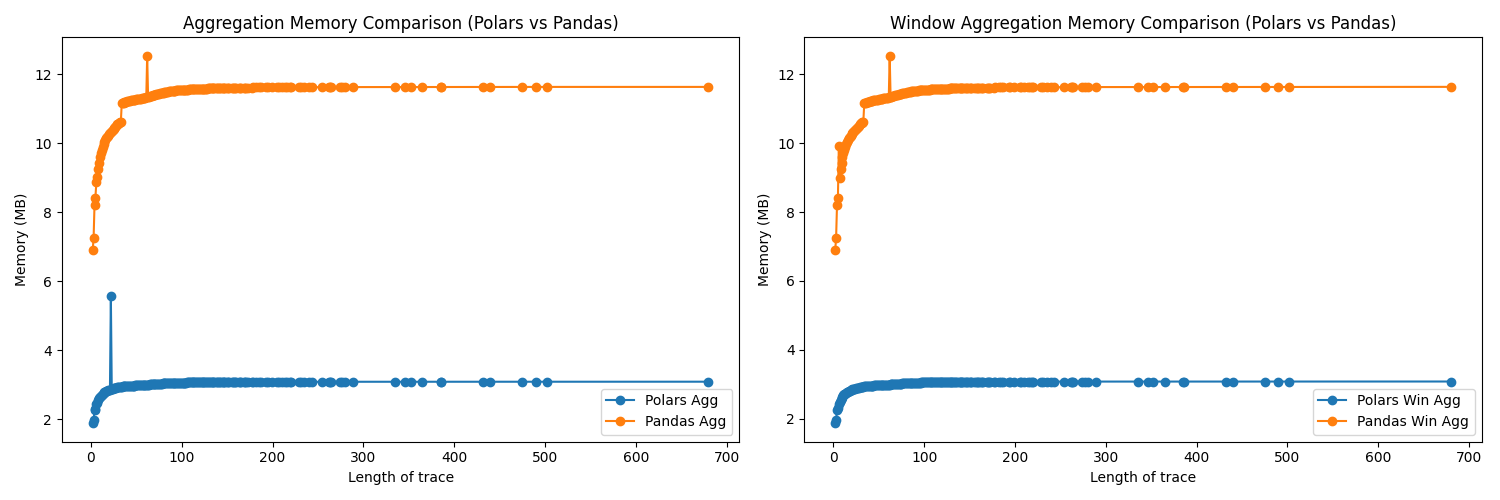 Aggregation Memory Comparison (Polars vs Pandas)
Memory (MB)
12
10
8
6
4
2
0 100 200 300 400 500 600 700
Length of trace
Polars Agg
Pandas Agg
Window Aggregation Memory Comparison (Polars vs Pandas)
Memory (MB)
12
10
8
6
4
2
0 100 200 300 400 500 600 700
Length of trace
Polars Win Agg
Pandas Win Agg